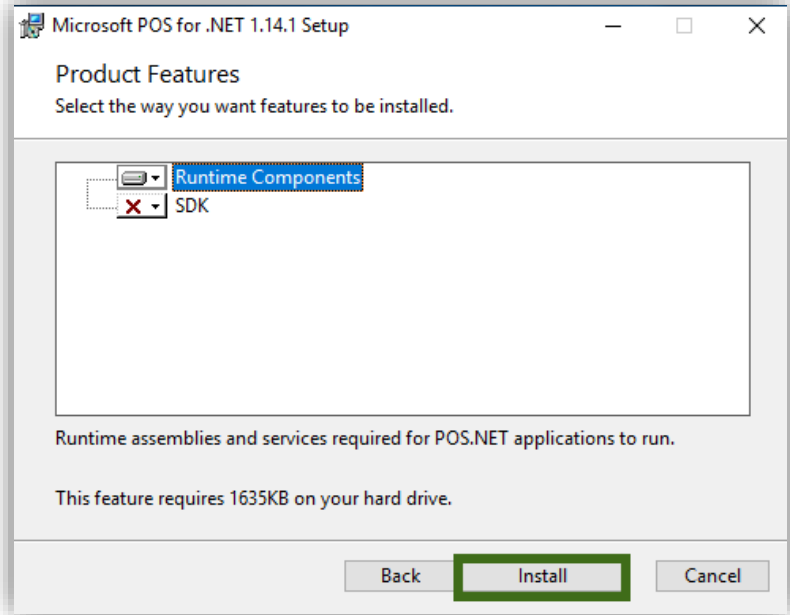 Microsoft POS for .NET 1.14.1 Setup
Product Features
Select the way you want features to be installed.
Runtime Components
SDK
Runtime assemblies and services required for POS.NET applications to run.
This feature requires 1635KB on your hard drive.
Back Install Cancel